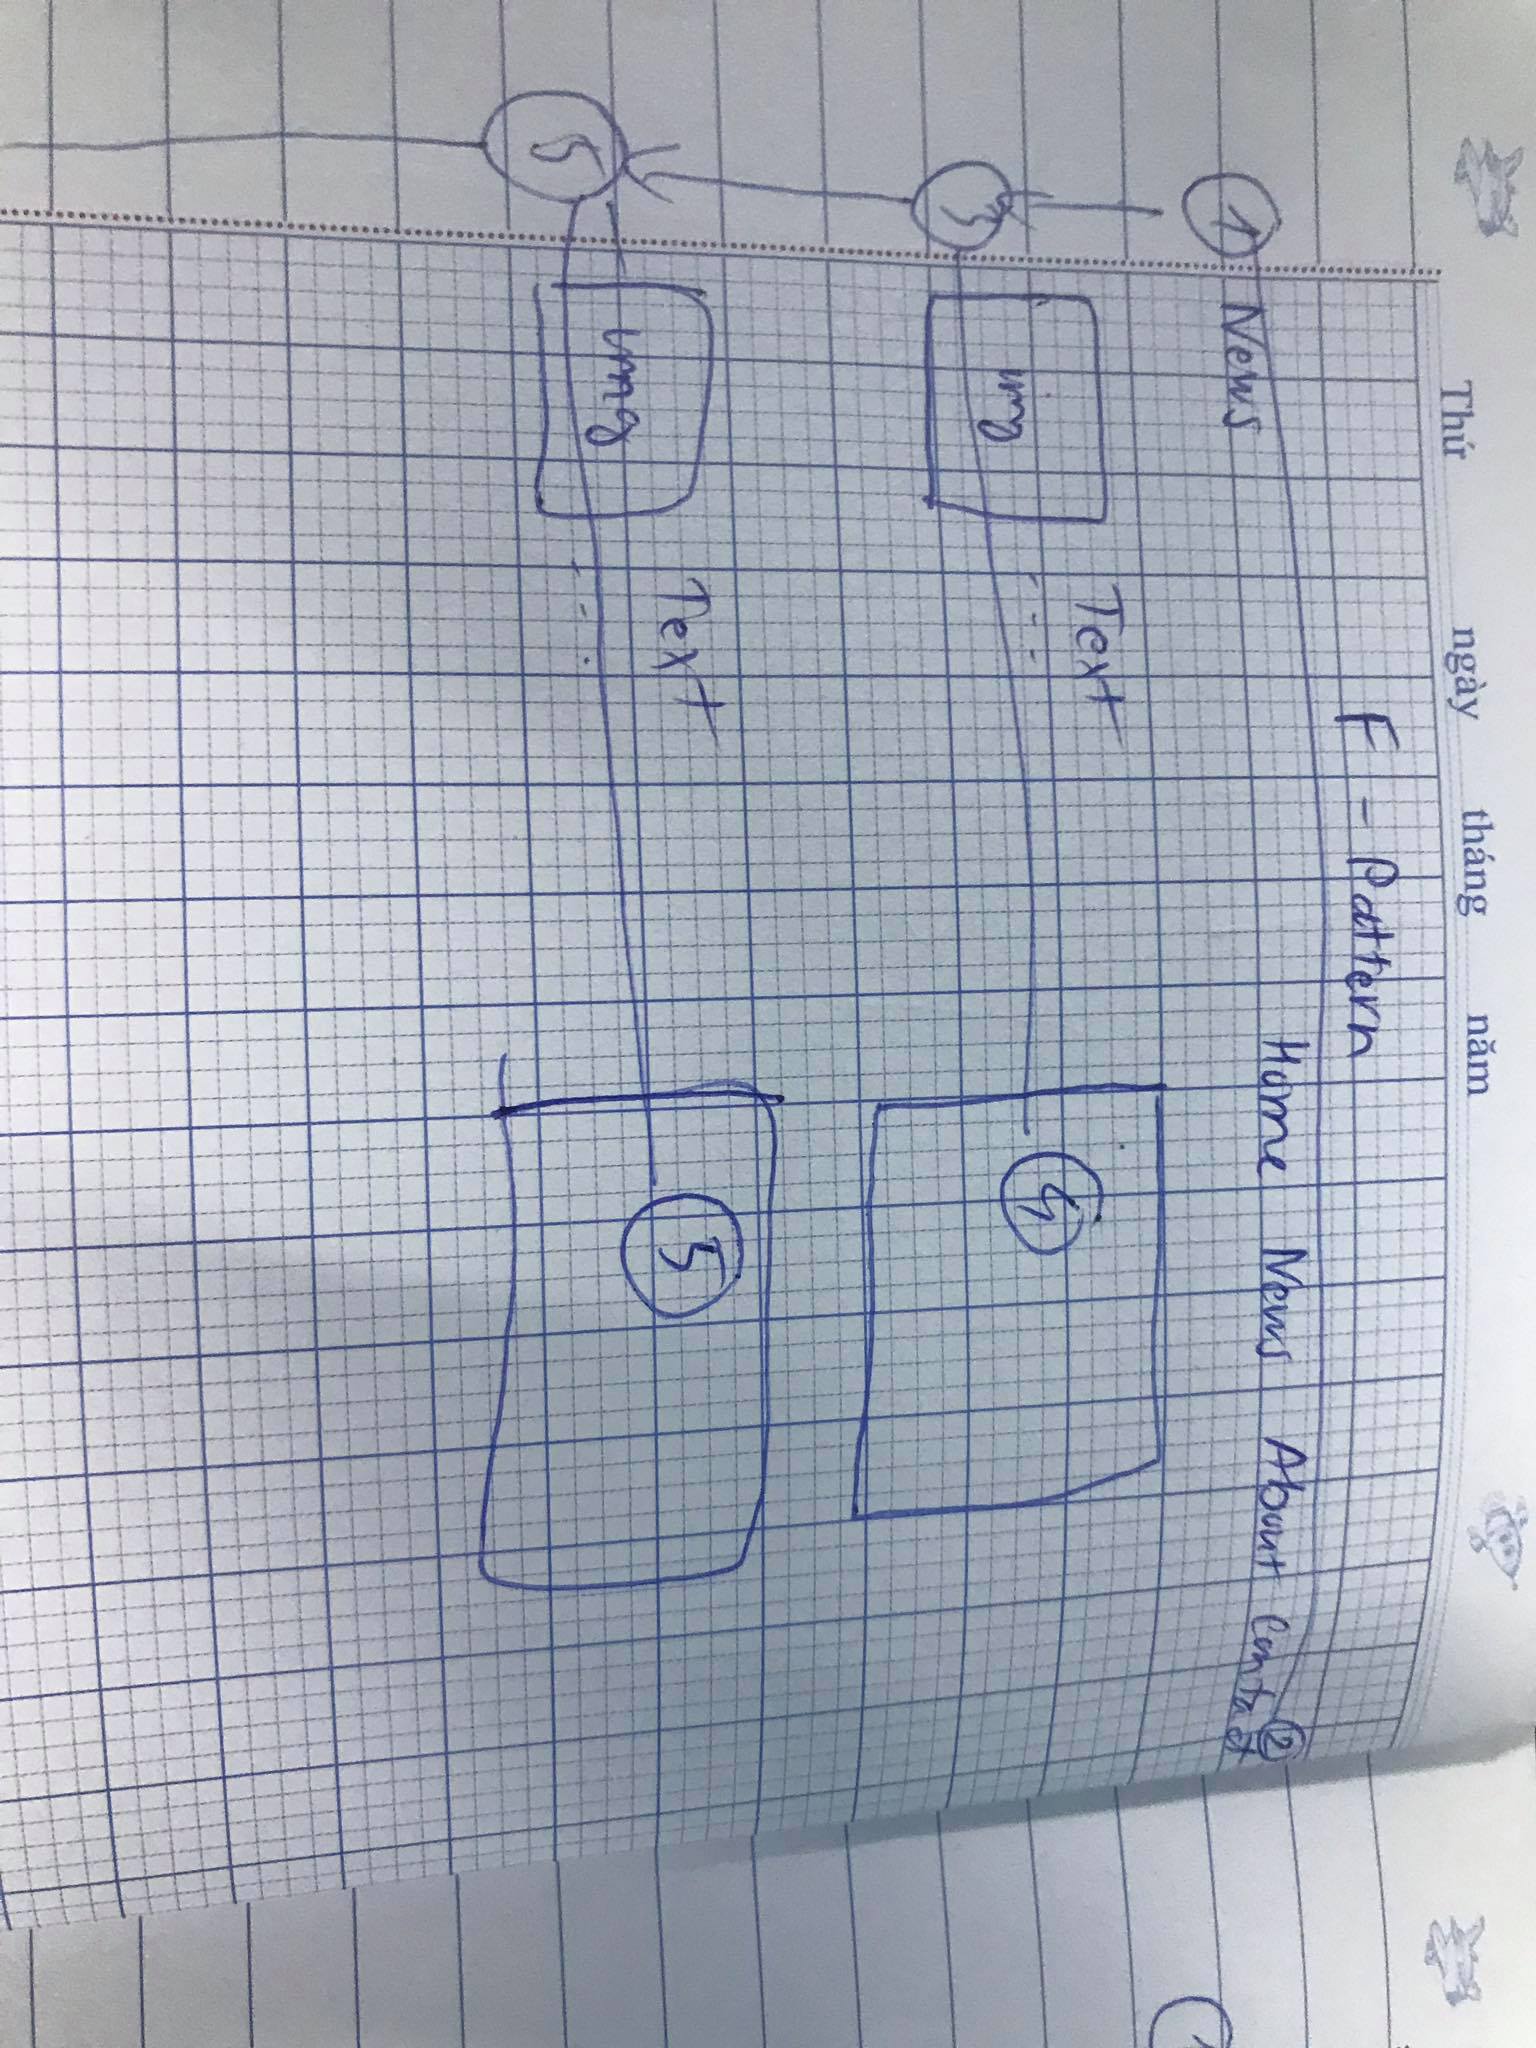 Thứ ngày tháng năm
F - Pattern
1 News Home News About Contact 2
3 img Text 4
5 img Text 5
1